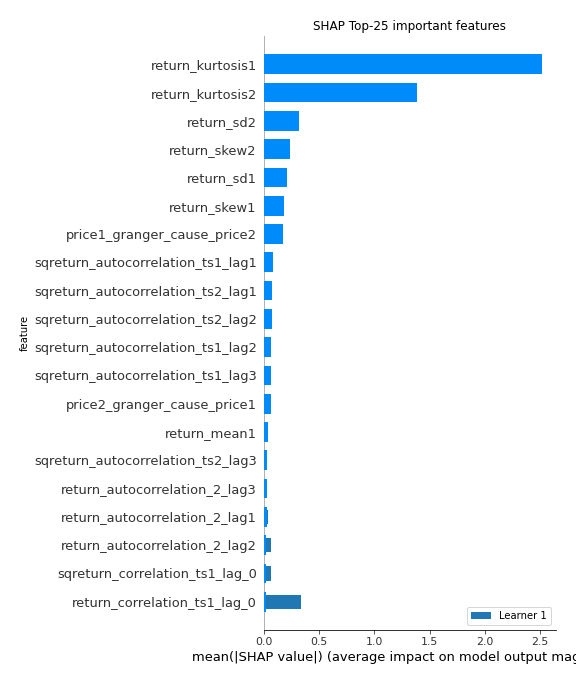 SHAP Top-25 important features
return_kurtosis1
return_kurtosis2
return_sd2
return_skew2
return_sd1
return_skew1
price1_granger_cause_price2
sqreturn_autocorrelation_ts1_lag1
sqreturn_autocorrelation_ts2_lag1
sqreturn_autocorrelation_ts2_lag2
sqreturn_autocorrelation_ts1_lag2
sqreturn_autocorrelation_ts1_lag3
price2_granger_cause_price1
return_mean1
sqreturn_autocorrelation_ts2_lag3
return_autocorrelation_2_lag3
return_autocorrelation_2_lag1
return_autocorrelation_2_lag2
sqreturn_correlation_ts1_lag_0
return_correlation_ts1_lag_0
feature
Learner 1
0.0 0.5 1.0 1.5 2.0 2.5
mean(|SHAP value|) (average impact on model output mag